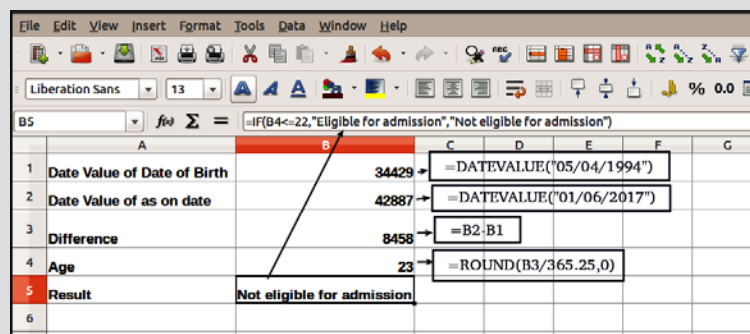 File Edit View Insert Format Tools Data Window Help
ABC A Z Z A Z
Liberation Sans 13 A A A % 0.0
B5 f(x) Σ = =IF(B4<=22,"Eligible for admission","Not eligible for admission")
A B C D E F G
1 Date Value of Date of Birth 34429 =DATEVALUE("05/04/1994")
2 Date Value of as on date 42887 =DATEVALUE("01/06/2017")
3 Difference 8458 =B2-B1
4 Age 23 =ROUND(B3/365.25,0)
5 Result Not eligible for admission
6